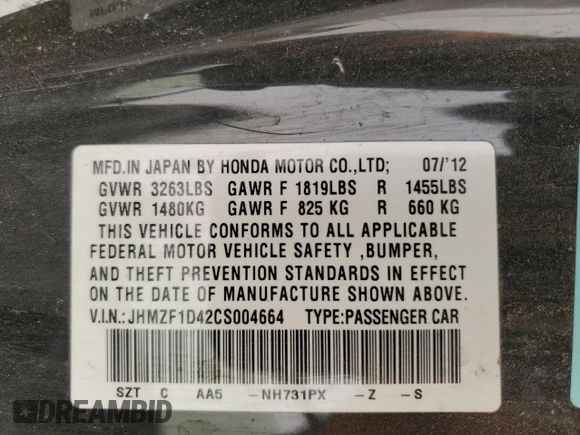 MFD.IN JAPAN BY HONDA MOTOR CO.,LTD; 07/'12
GVWR 3263LBS GAWR F 1819LBS R 1455LBS
GVWR 1480KG GAWR F 825 KG R 660 KG
THIS VEHICLE CONFORMS TO ALL APPLICABLE
FEDERAL MOTOR VEHICLE SAFETY ,BUMPER,
AND THEFT PREVENTION STANDARDS IN EFFECT
ON THE DATE OF MANUFACTURE SHOWN ABOVE.
V.I.N.:JHMZF1D42CS004664 TYPE:PASSENGER CAR
SZT C AA5 -NH731PX -Z -S
DREAMBID